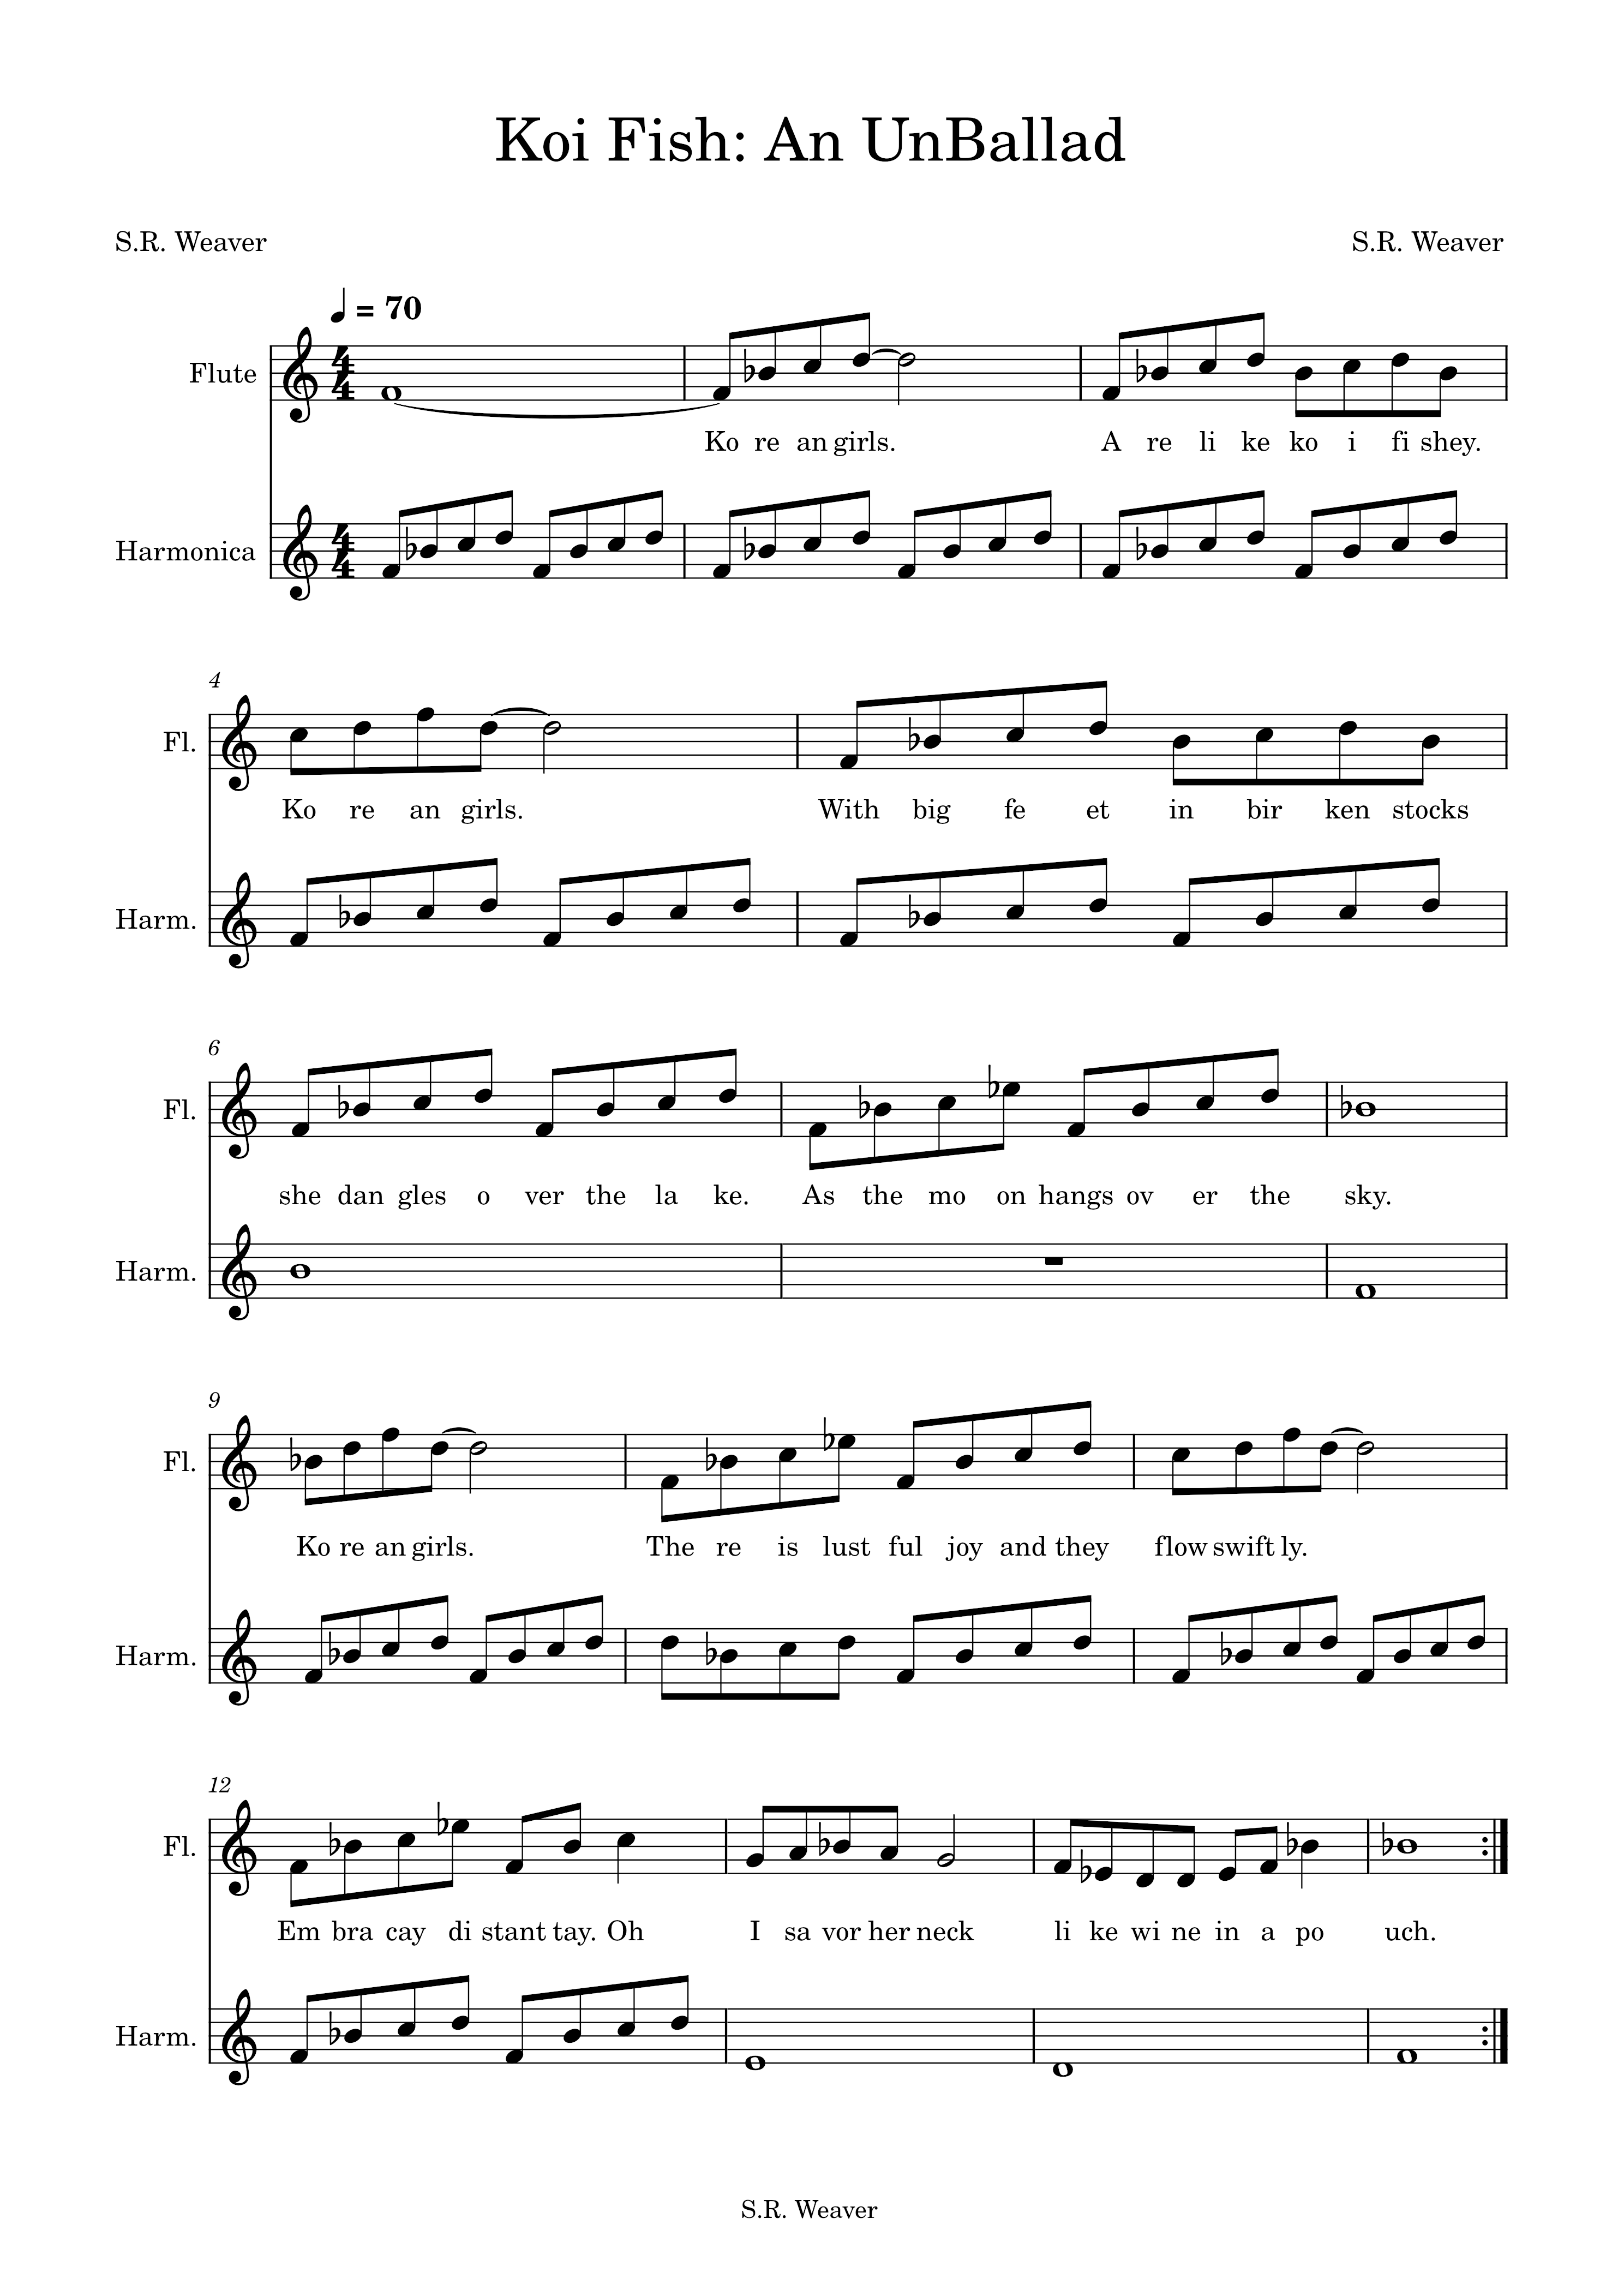 Koi Fish: An UnBallad
S.R. Weaver S.R. Weaver
= 70
Flute
4
4
Ko re an girls. A re li ke ko i fi shey.
Harmonica
4
4
4
Fl.
Ko re an girls. With big fe et in bir ken stocks
Harm.
6
Fl.
she dan gles o ver the la ke. As the mo on hangs ov er the sky.
Harm.
9
Fl.
Ko re an girls. The re is lust ful joy and they flow swift ly.
Harm.
12
Fl.
Em bra cay di stant tay. Oh I sa vor her neck li ke wi ne in a po uch.
Harm.
S.R. Weaver